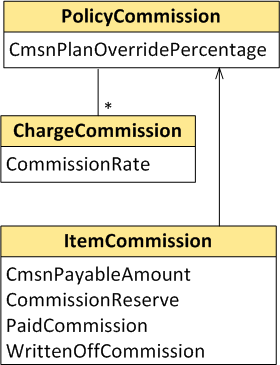 PolicyCommission
CmsnPlanOverridePercentage
*
ChargeCommission
CommissionRate
ItemCommission
CmsnPayableAmount
CommissionReserve
PaidCommission
WrittenOffCommission